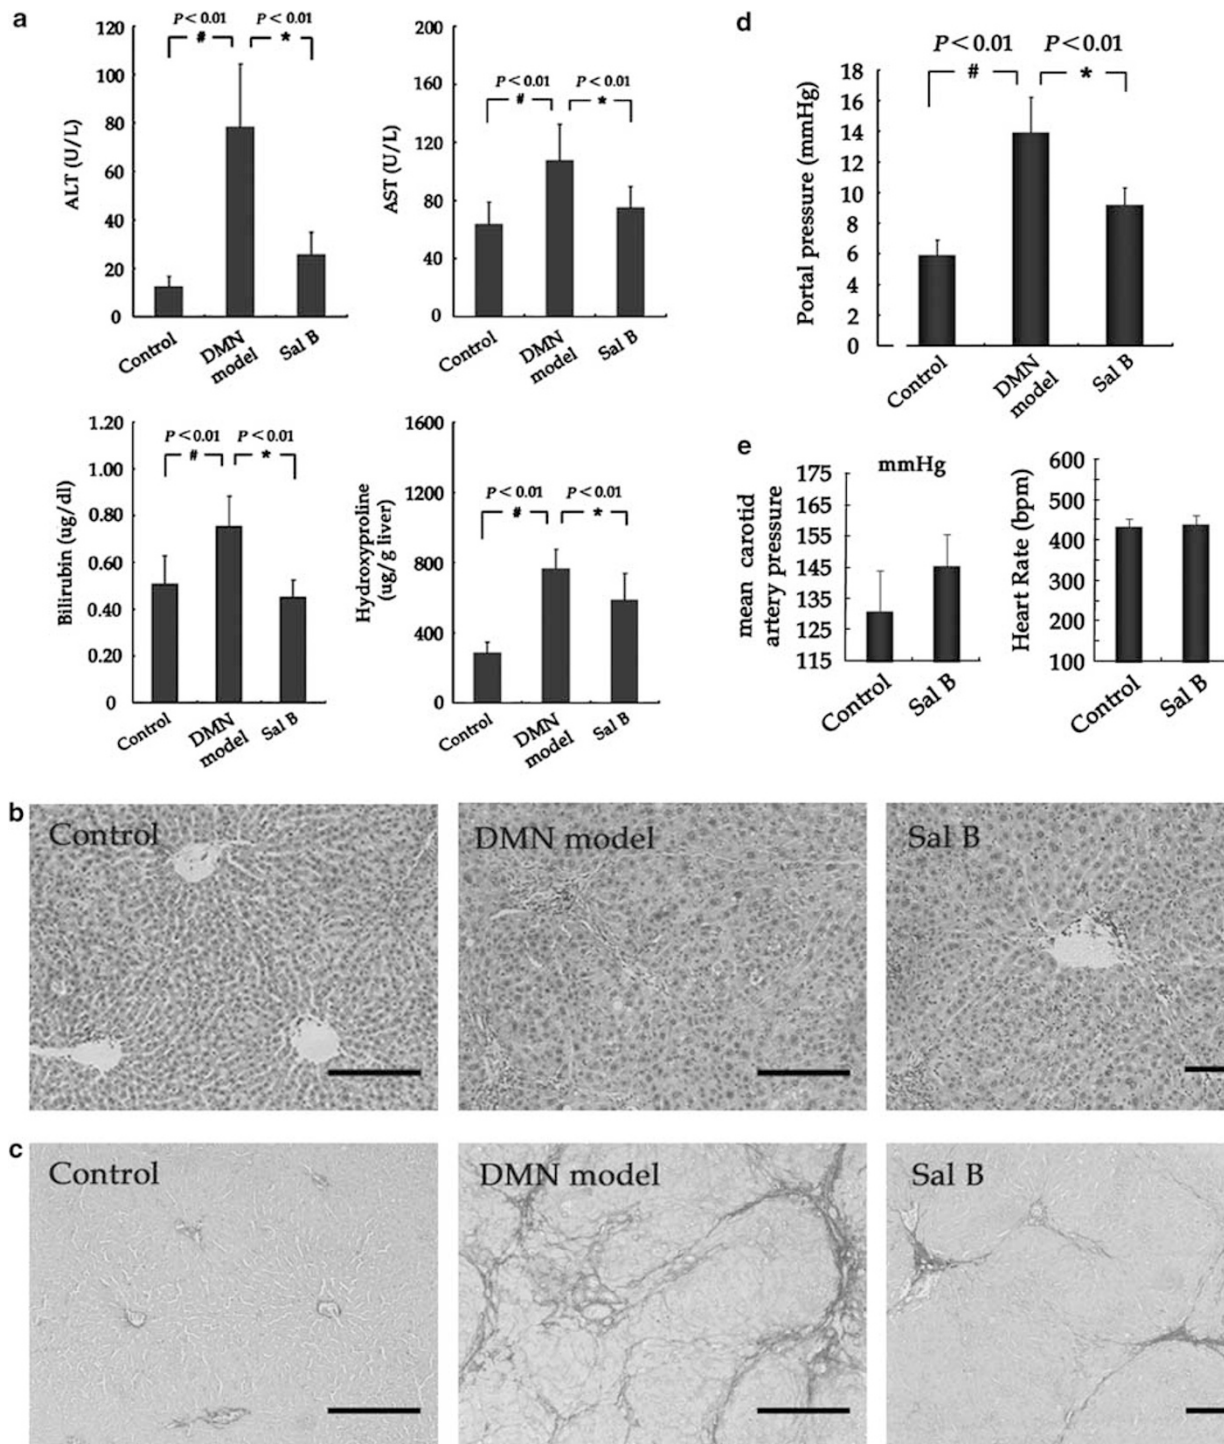 a
120
100
80
60
40
20
0
ALT (U/L)
P < 0.01 P < 0.01
# *
Control DMN model Sal B
200
160
120
80
40
0
AST (U/L)
P < 0.01 P < 0.01
# *
Control DMN model Sal B
1.20
1.00
0.80
0.60
0.40
0.20
0
Bilirubin (ug/dl)
P < 0.01 P < 0.01
# *
Control DMN model Sal B
1600
1200
800
400
0
Hydroxyproline
(ug/g liver)
P < 0.01 P < 0.01
# *
Control DMN model Sal B
d
P < 0.01 P < 0.01
# *
18
16
14
12
10
8
6
4
2
0
Portal pressure (mmHg)
Control DMN model Sal B
e
mmHg
175
165
155
145
135
125
115
mean carotid
artery pressure
Control Sal B
600
500
400
300
200
100
Heart Rate (bpm)
Control Sal B
b
Control DMN model Sal B
c
Control DMN model Sal B